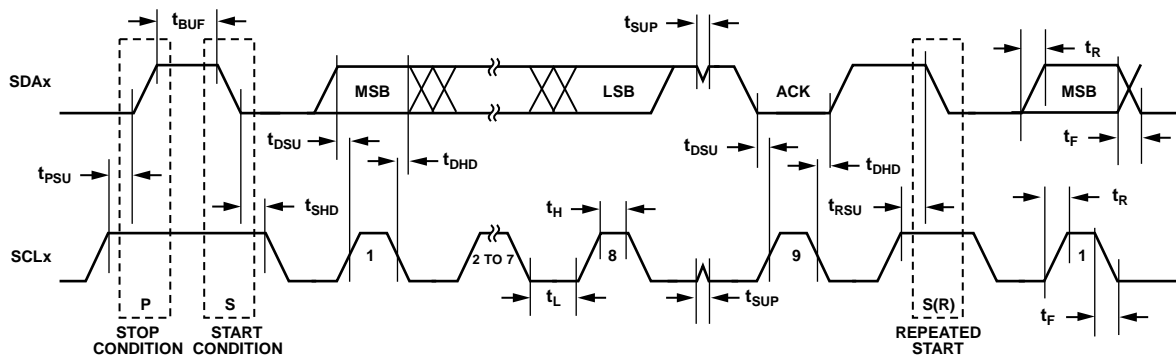 tBUF
tSUP
tR
SDAx
MSB
LSB
ACK
MSB
tDSU
tDHD
tDSU
tDHD
tF
tPSU
tSHD
tH
tRSU
tR
SCLx
1
2 TO 7
8
9
1
P
S
tL
tSUP
S(R)
tF
STOP
CONDITION
START
CONDITION
REPEATED
START